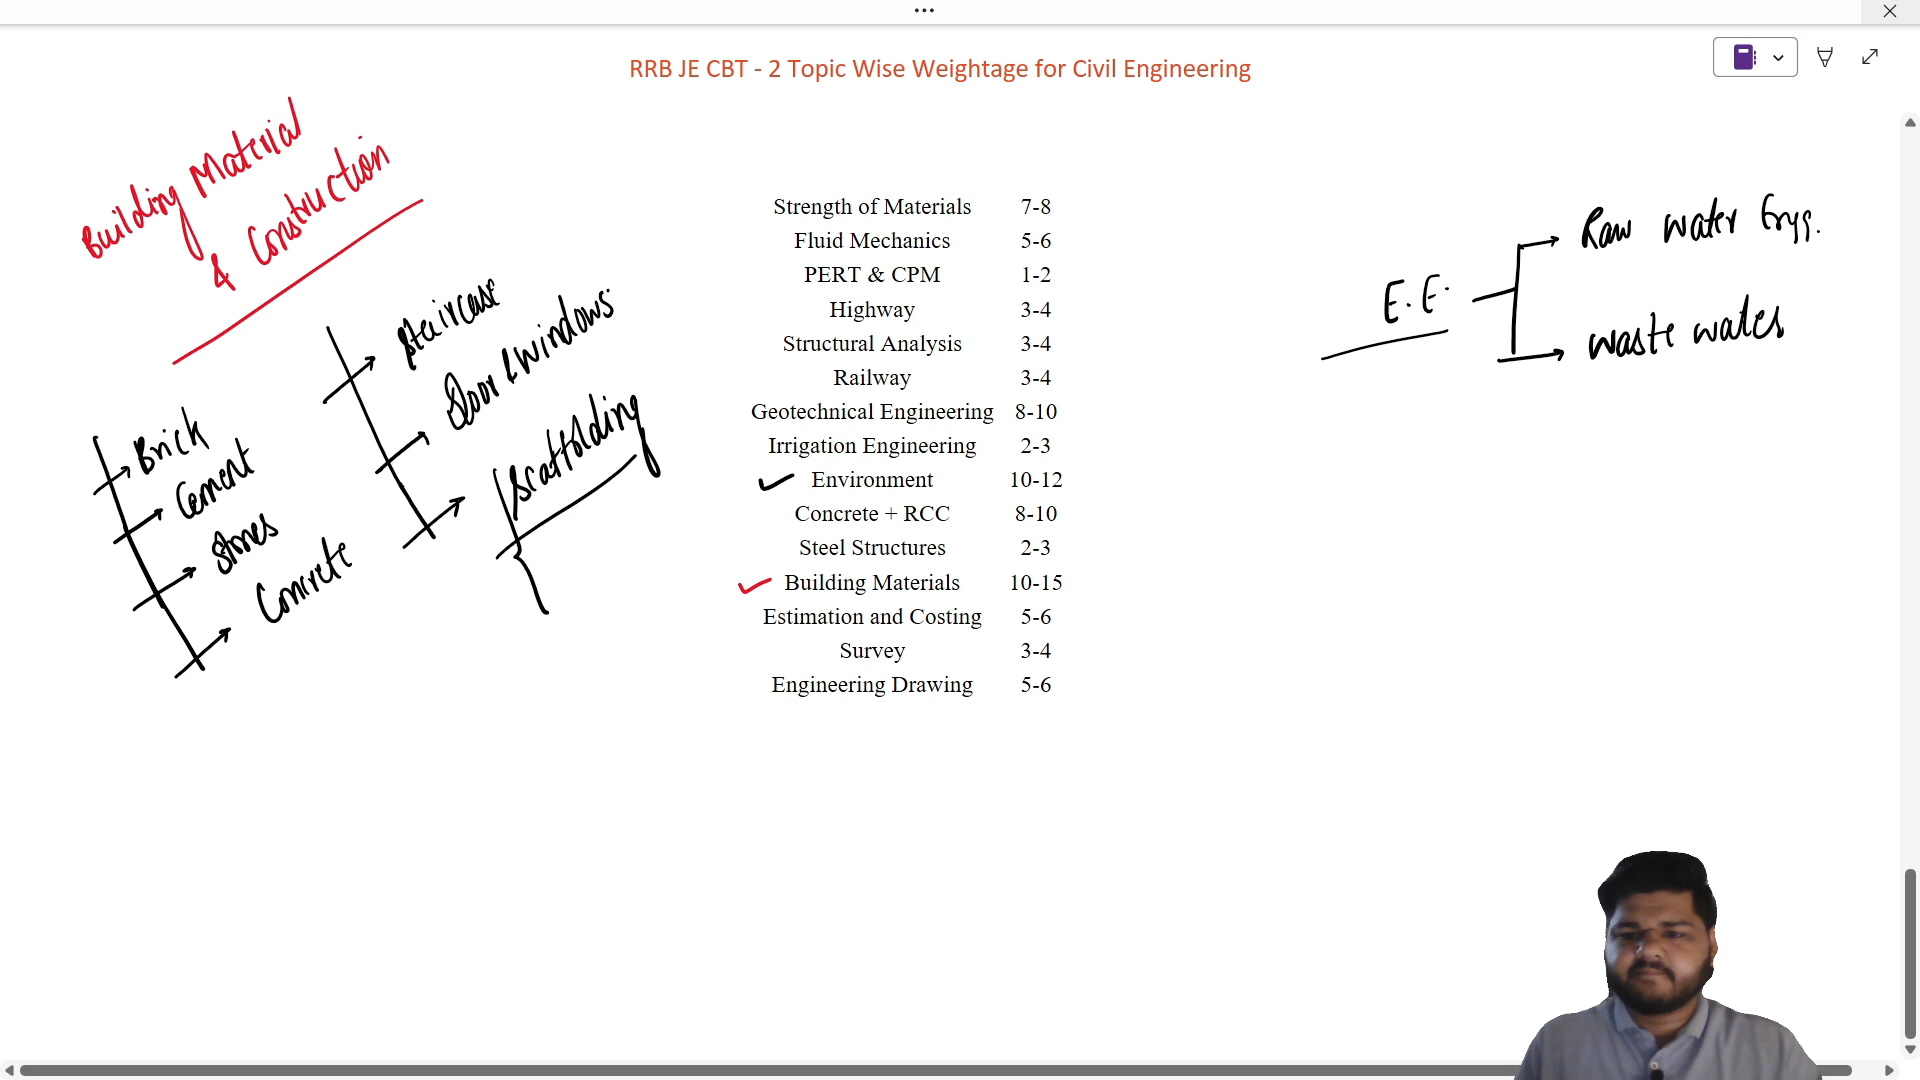 RRB JE CBT - 2 Topic Wise Weightage for Civil Engineering
Building Material
& Construction
Brick
Cement
Stones
Concrete
Staircase
Door & Windows
Scaffolding
Strength of Materials 7-8
Fluid Mechanics 5-6
PERT & CPM 1-2
Highway 3-4
Structural Analysis 3-4
Railway 3-4
Geotechnical Engineering 8-10
Irrigation Engineering 2-3
Environment 10-12
Concrete + RCC 8-10
Steel Structures 2-3
Building Materials 10-15
Estimation and Costing 5-6
Survey 3-4
Engineering Drawing 5-6
E.E.
Raw water
waste water